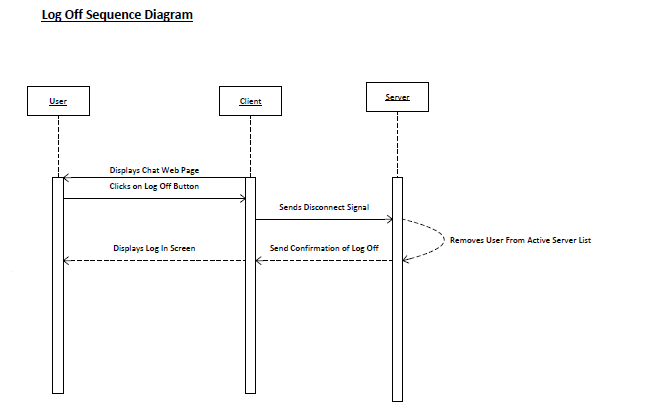 Log Off Sequence Diagram
User
Client
Server
Displays Chat Web Page
Clicks on Log Off Button
Sends Disconnect Signal
Removes User From Active Server List
Displays Log In Screen
Send Confirmation of Log Off